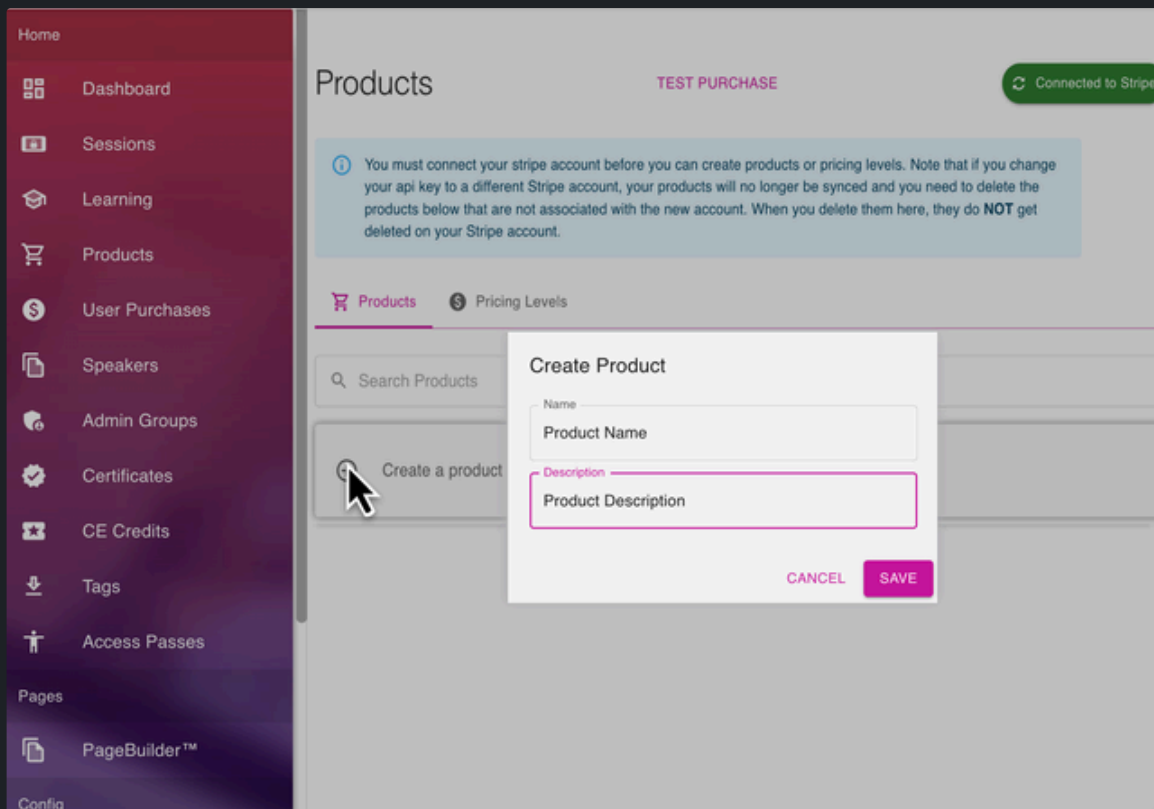 Home
Dashboard
Sessions
Learning
Products
User Purchases
Speakers
Admin Groups
Certificates
CE Credits
Tags
Access Passes
Pages
PageBuilder™
Config
Products
TEST PURCHASE
Connected to Stripe
You must connect your stripe account before you can create products or pricing levels. Note that if you change
your api key to a different Stripe account, your products will no longer be synced and you need to delete the
products below that are not associated with the new account. When you delete them here, they do NOT get
deleted on your Stripe account.
Products
Pricing Levels
Search Products
Create a product
Create Product
Name
Product Name
Description
Product Description
CANCEL
SAVE